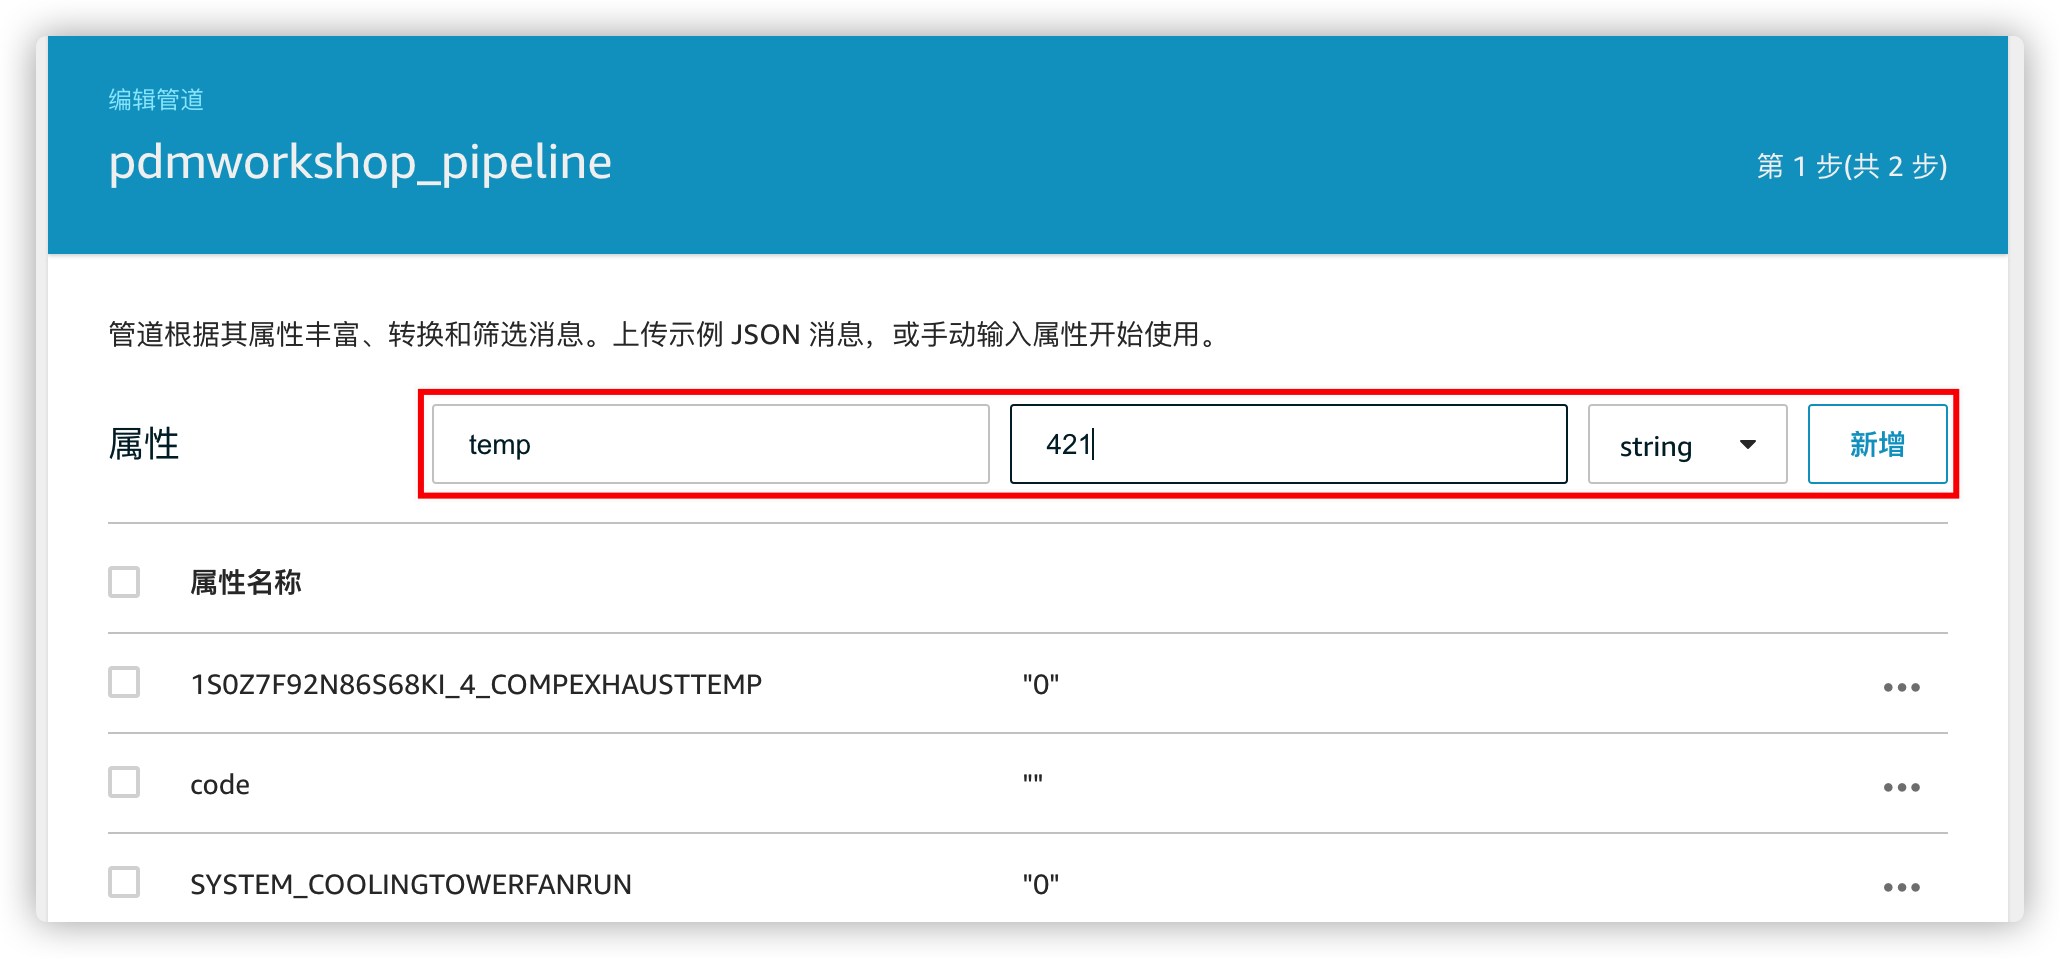 编辑管道
pdmworkshop_pipeline
第 1 步(共 2 步)
管道根据其属性丰富、转换和筛选消息。上传示例 JSON 消息，或手动输入属性开始使用。
属性 temp 421 string 新增
属性名称
1S0Z7F92N86S68KI_4_COMPEXHAUSTTEMP "0"
code ""
SYSTEM_COOLINGTOWERFANRUN "0"